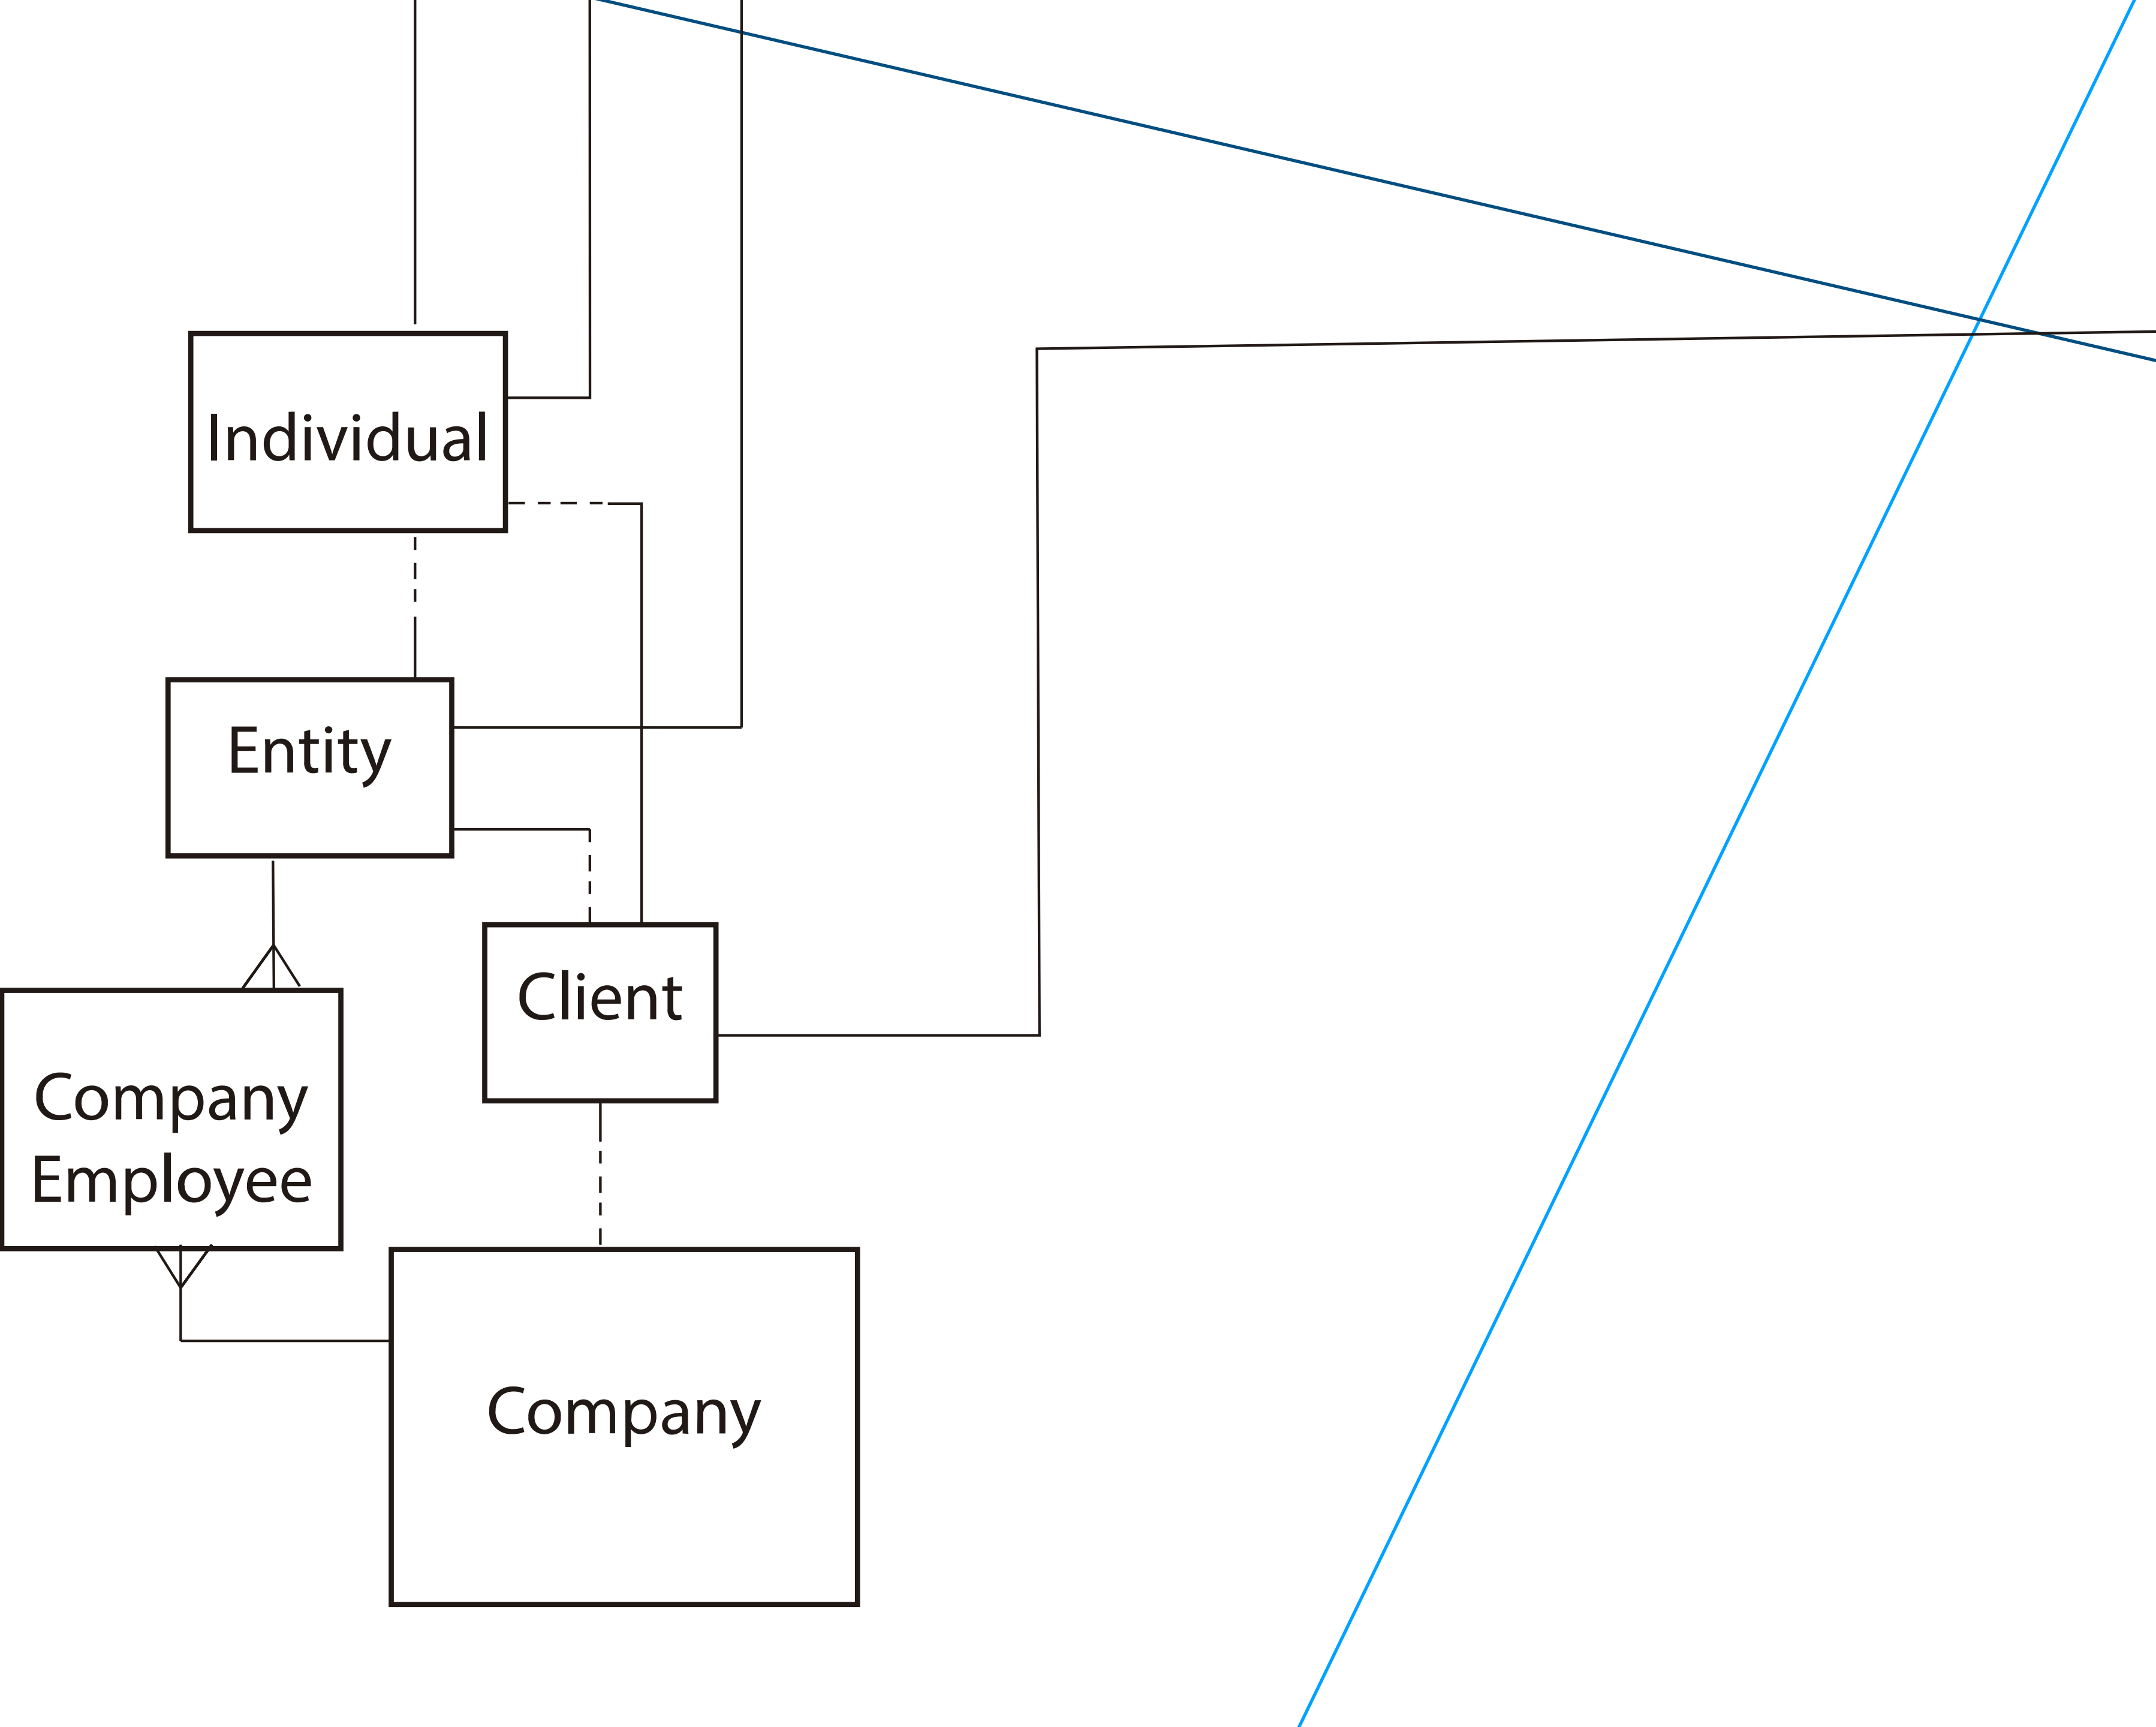 Individual
Entity
Client
Company
Employee
Company